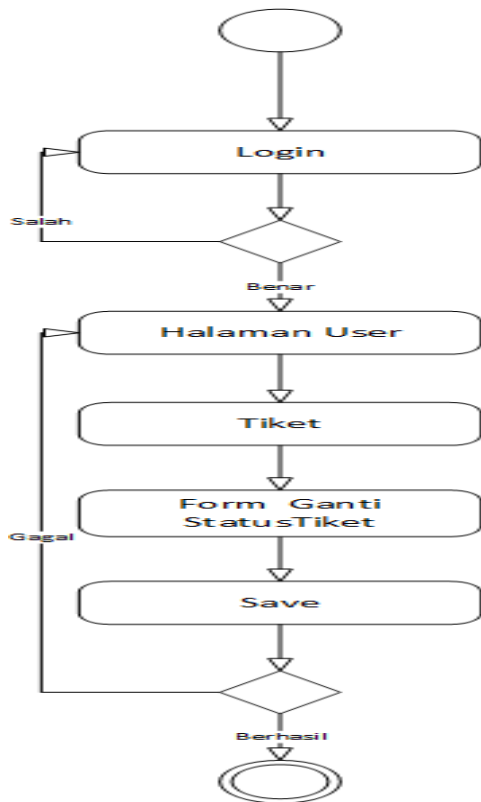 Login
Salah
Benar
Halaman User
Tiket
Form Ganti
StatusTiket
Gagal
Save
Berhasil